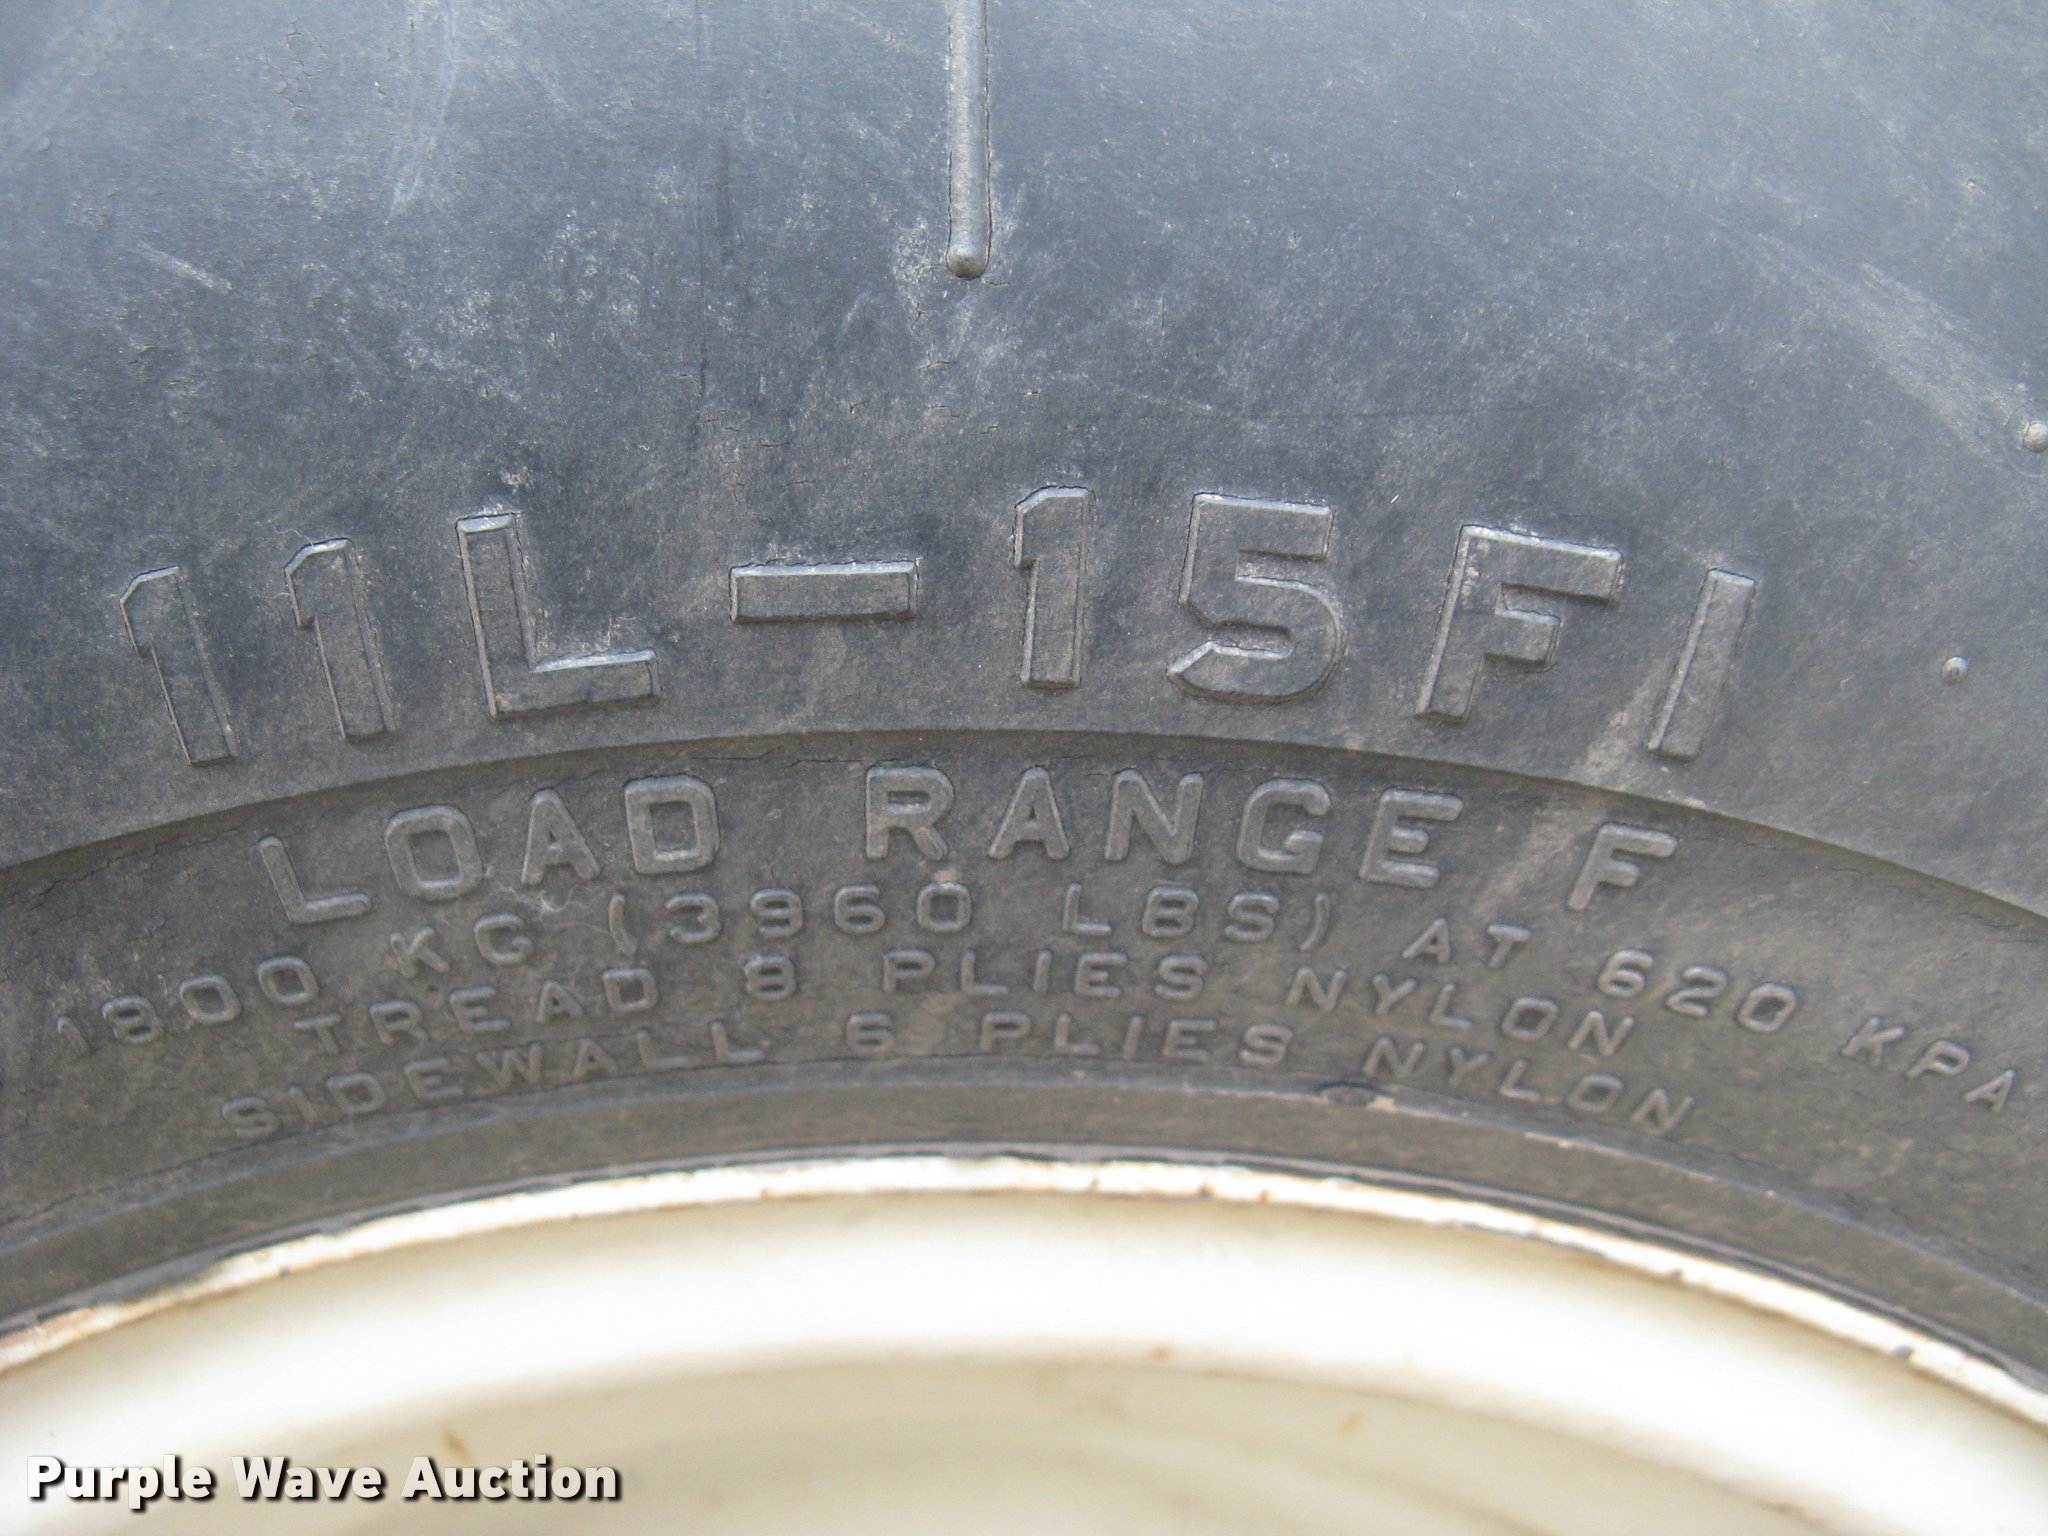 11L-15FI
LOAD RANGE F
1800 KG (3960 LBS) AT 620 KPA
TREAD 8 PLIES NYLON
SIDEWALL 6 PLIES NYLON
Purple Wave Auction